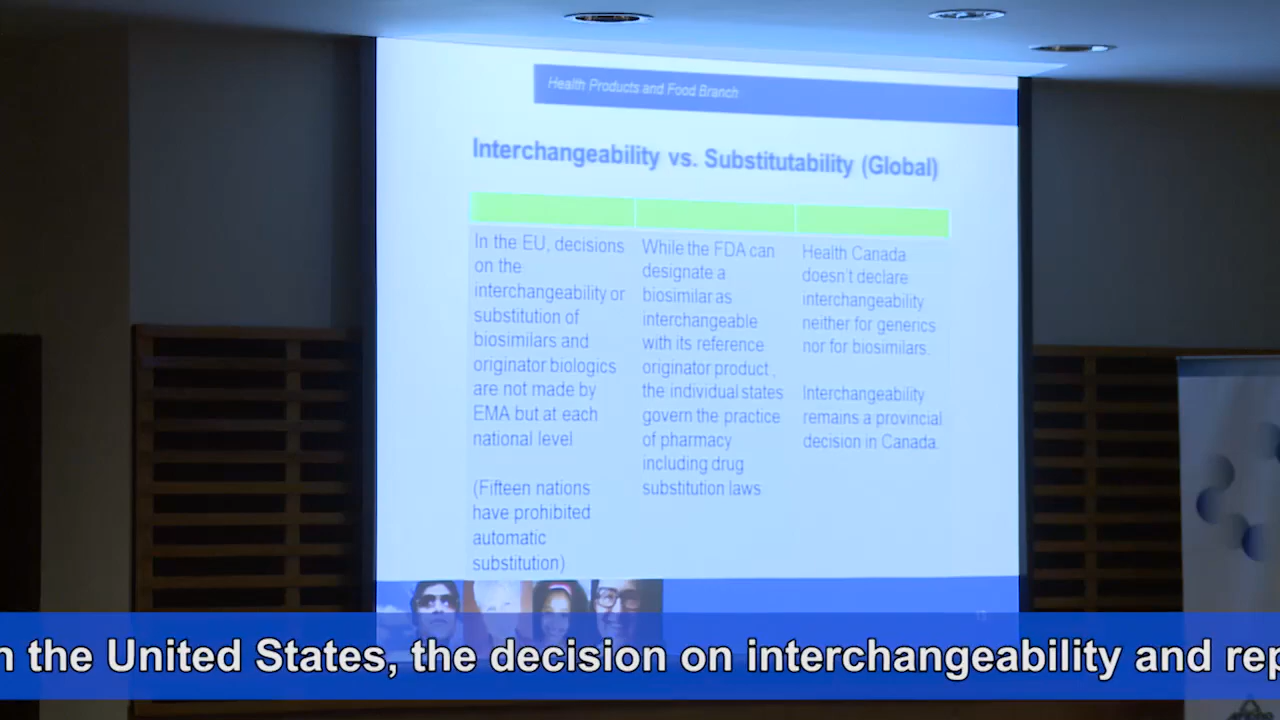 Health Products and Food Branch
Interchangeability vs. Substitutability (Global)
In the EU, decisions
on the
interchangeability or
substitution of
biosimilars and
originator biologics
are not made by
EMA but at each
national level
(Fifteen nations
have prohibited
automatic
substitution)
While the FDA can
designate a
biosimilar as
interchangeable
with its reference
originator product ,
the individual states
govern the practice
of pharmacy
including drug
substitution laws
Health Canada
doesn't declare
interchangeability
neither for generics
nor for biosimilars.
Interchangeability
remains a provincial
decision in Canada.
n the United States, the decision on interchangeability and rep